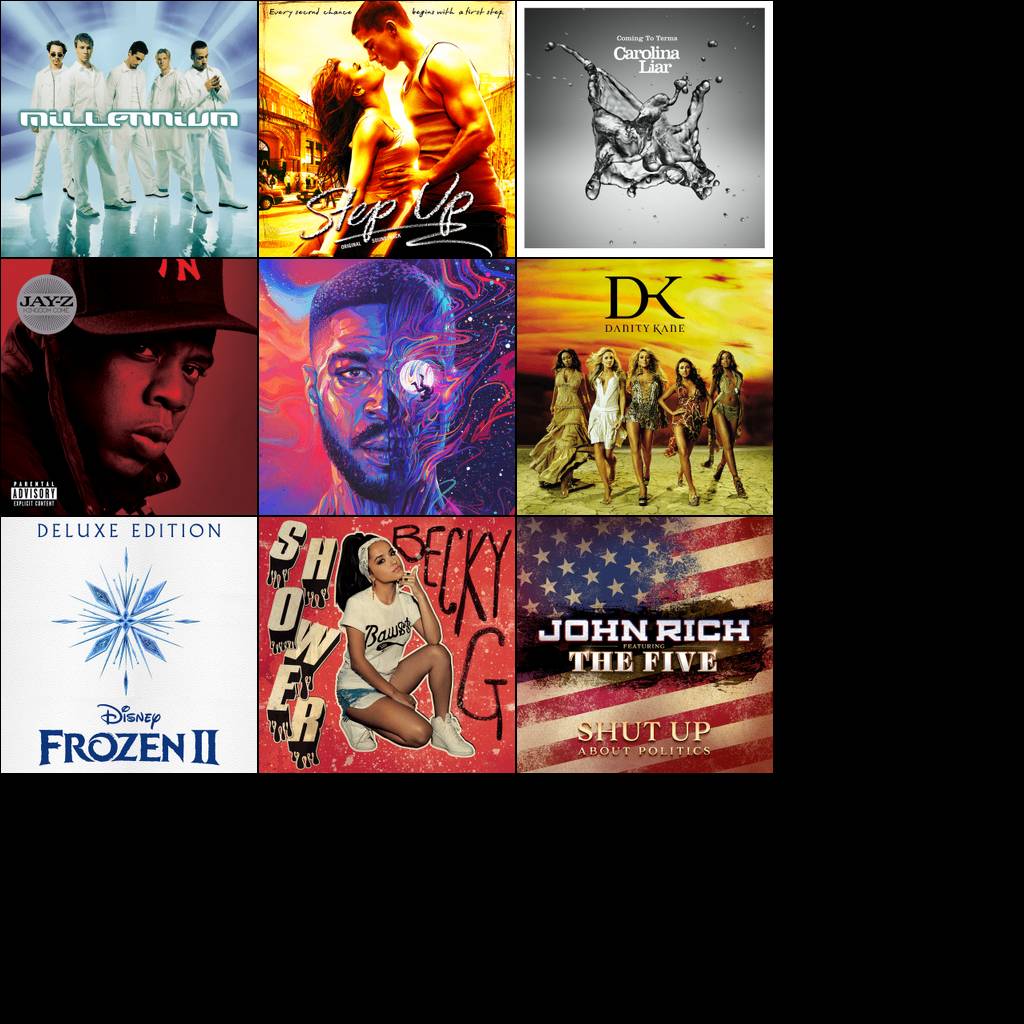 MILLENNIUM
Every second chance begins with a first step.
Step Up
ORIGINAL SOUNDTRACK
Coming To Terms
Carolina
Liar
JAY-Z
KINGDOM COME
PARENTAL
ADVISORY
EXPLICIT CONTENT
DK
DANITY KANE
DELUXE EDITION
Disney
FROZEN II
SHOWER
BECKY
G
Bawse
JOHN RICH
FEATURING
THE FIVE
SHUT UP
ABOUT POLITICS